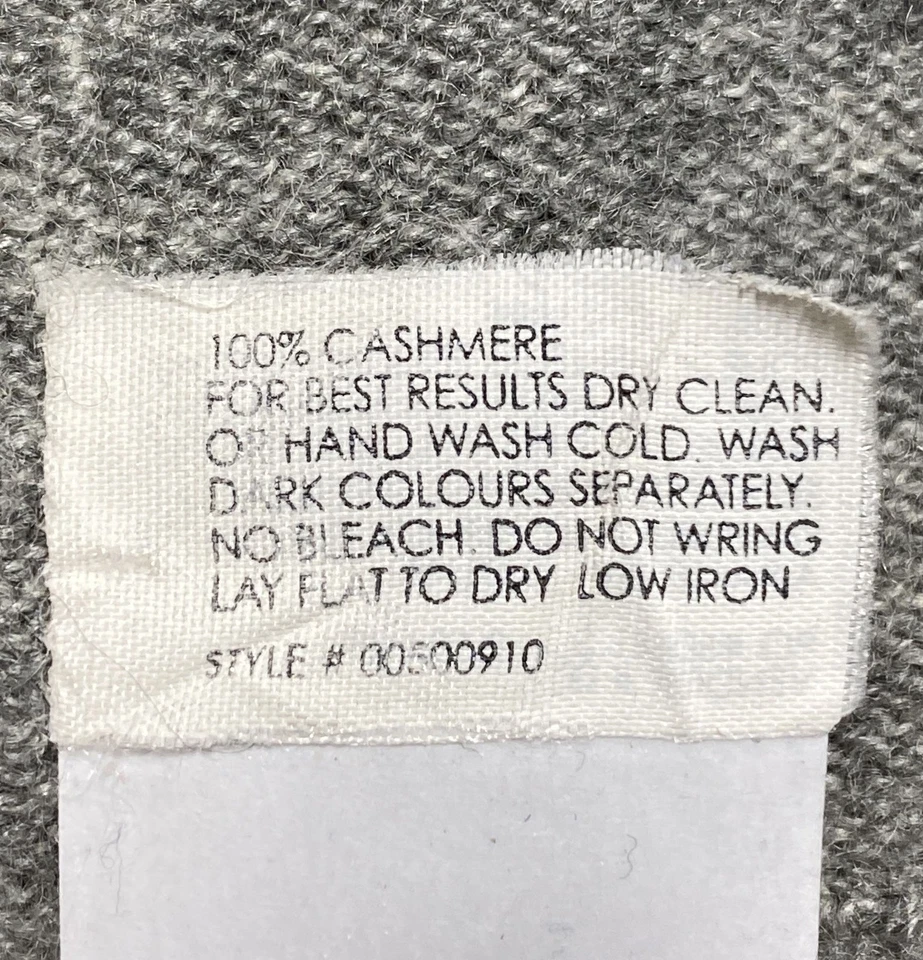 100% CASHMERE
FOR BEST RESULTS DRY CLEAN.
OR HAND WASH COLD. WASH
DARK COLOURS SEPARATELY.
NO BLEACH. DO NOT WRING
LAY FLAT TO DRY LOW IRON
STYLE #